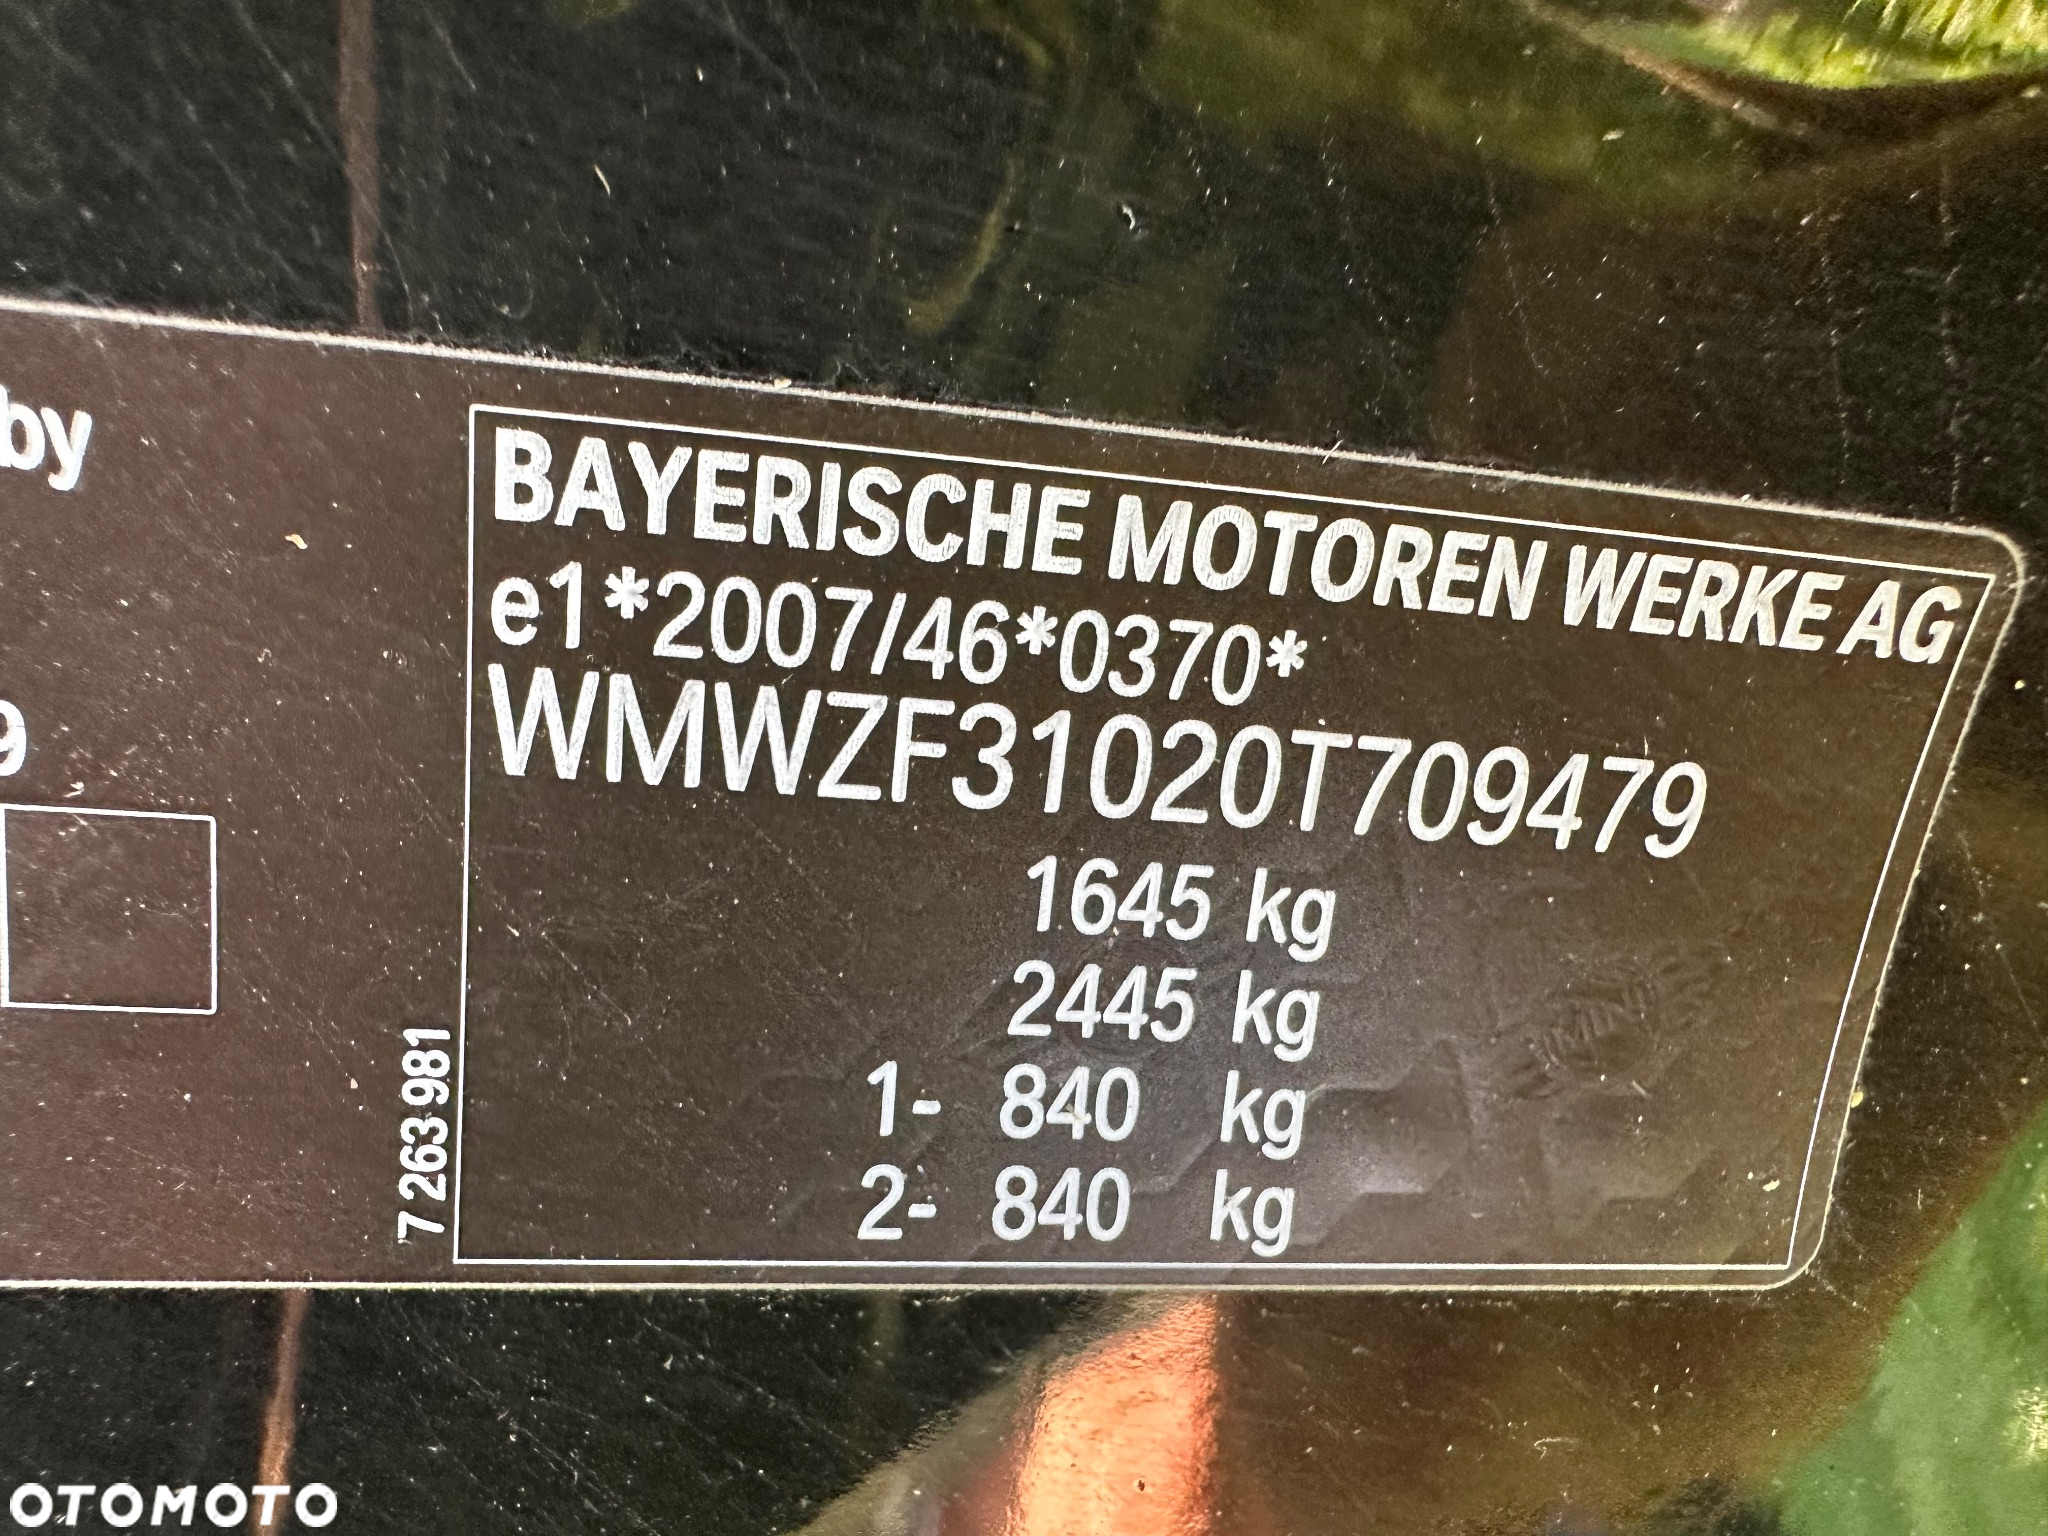 by
9
7 263 981
BAYERISCHE MOTOREN WERKE AG
e1*2007/46*0370*
WMWZF31020T709479
1645 kg
2445 kg
1- 840 kg
2- 840 kg
OTOMOTO